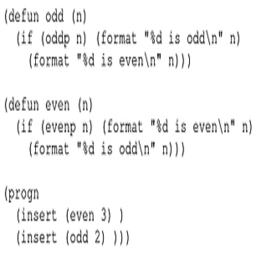 (defun odd (n)
(if (oddp n) (format "%d is odd\n" n)
(format "%d is even\n" n)))
(defun even (n)
(if (evenp n) (format "%d is even\n" n)
(format "%d is odd\n" n)))
(progn
(insert (even 3) )
(insert (odd 2) )))